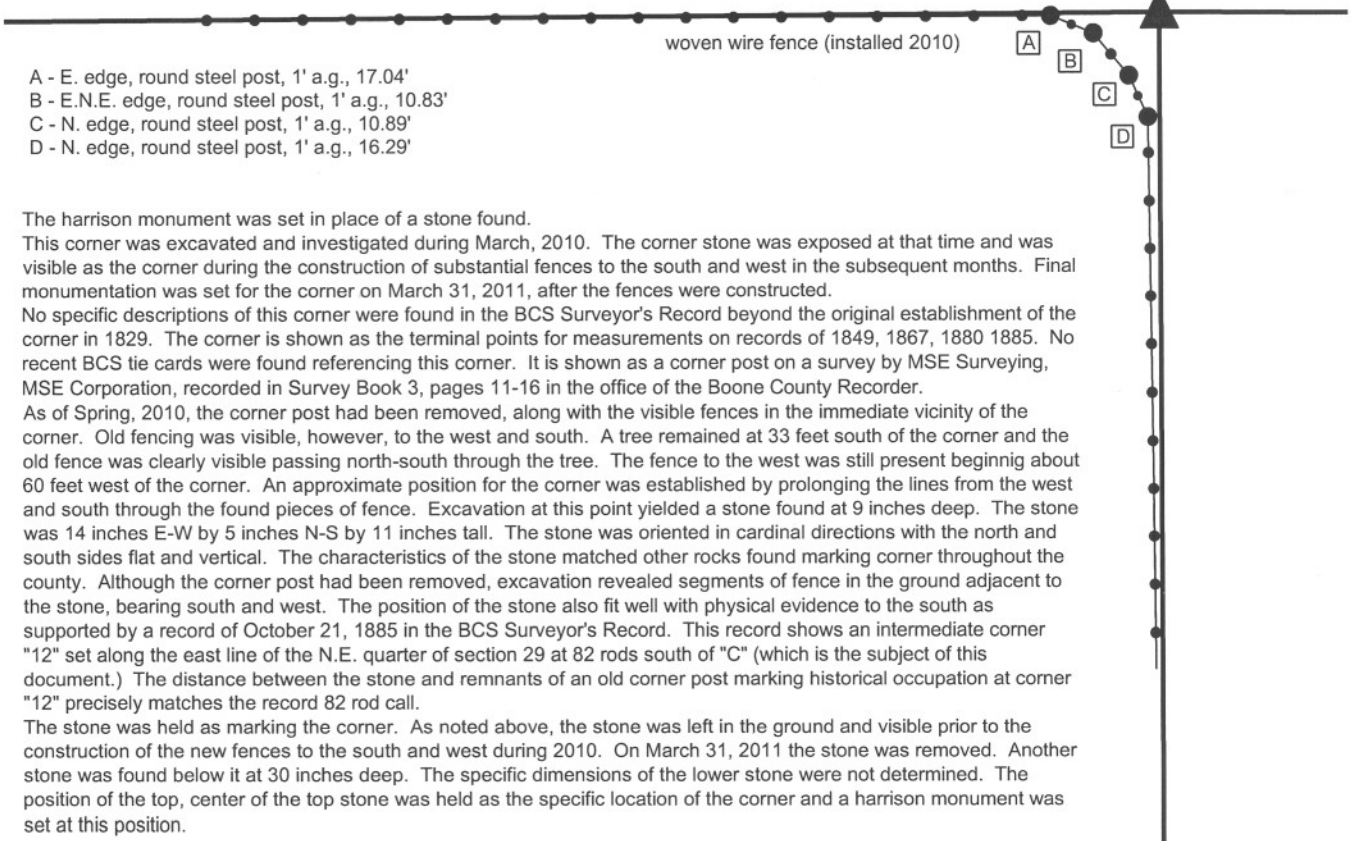 woven wire fence (installed 2010)
A
B
C
D
A - E. edge, round steel post, 1' a.g., 17.04'
B - E.N.E. edge, round steel post, 1' a.g., 10.83'
C - N. edge, round steel post, 1' a.g., 10.89'
D - N. edge, round steel post, 1' a.g., 16.29'
The harrison monument was set in place of a stone found.
This corner was excavated and investigated during March, 2010. The corner stone was exposed at that time and was
visible as the corner during the construction of substantial fences to the south and west in the subsequent months. Final
monumentation was set for the corner on March 31, 2011, after the fences were constructed.
No specific descriptions of this corner were found in the BCS Surveyor's Record beyond the original establishment of the
corner in 1829. The corner is shown as the terminal points for measurements on records of 1849, 1867, 1880 1885. No
recent BCS tie cards were found referencing this corner. It is shown as a corner post on a survey by MSE Surveying,
MSE Corporation, recorded in Survey Book 3, pages 11-16 in the office of the Boone County Recorder.
As of Spring, 2010, the corner post had been removed, along with the visible fences in the immediate vicinity of the
corner. Old fencing was visible, however, to the west and south. A tree remained at 33 feet south of the corner and the
old fence was clearly visible passing north-south through the tree. The fence to the west was still present beginnig about
60 feet west of the corner. An approximate position for the corner was established by prolonging the lines from the west
and south through the found pieces of fence. Excavation at this point yielded a stone found at 9 inches deep. The stone
was 14 inches E-W by 5 inches N-S by 11 inches tall. The stone was oriented in cardinal directions with the north and
south sides flat and vertical. The characteristics of the stone matched other rocks found marking corner throughout the
county. Although the corner post had been removed, excavation revealed segments of fence in the ground adjacent to
the stone, bearing south and west. The position of the stone also fit well with physical evidence to the south as
supported by a record of October 21, 1885 in the BCS Surveyor's Record. This record shows an intermediate corner
"12" set along the east line of the N.E. quarter of section 29 at 82 rods south of "C" (which is the subject of this
document.) The distance between the stone and remnants of an old corner post marking historical occupation at corner
"12" precisely matches the record 82 rod call.
The stone was held as marking the corner. As noted above, the stone was left in the ground and visible prior to the
construction of the new fences to the south and west during 2010. On March 31, 2011 the stone was removed. Another
stone was found below it at 30 inches deep. The specific dimensions of the lower stone were not determined. The
position of the top, center of the top stone was held as the specific location of the corner and a harrison monument was
set at this position.